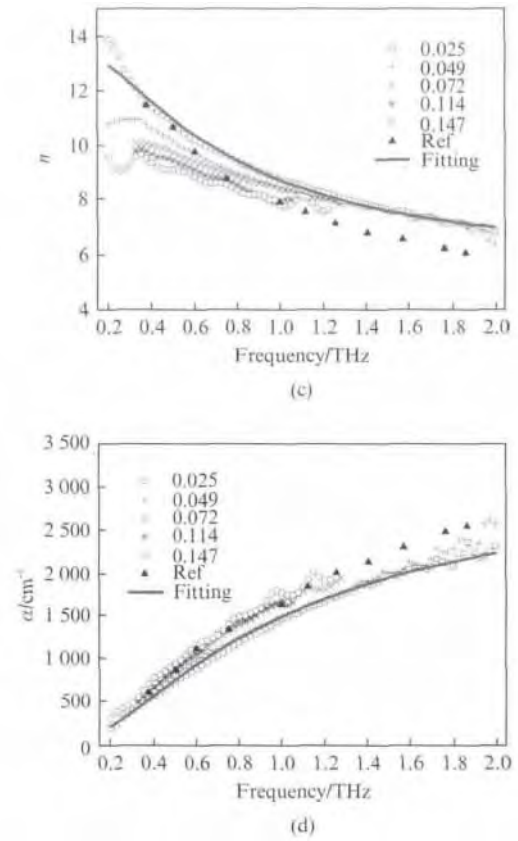 14
12
10
8
6
4
n
0.025
0.049
0.072
0.114
0.147
Ref
Fitting
0.2 0.4 0.6 0.8 1.0 1.2 1.4 1.6 1.8 2.0
Frequency/THz
(c)
3 500
3 000
2 500
2 000
1 500
1 000
500
0
α/cm⁻¹
0.025
0.049
0.072
0.114
0.147
Ref
Fitting
0.2 0.4 0.6 0.8 1.0 1.2 1.4 1.6 1.8 2.0
Frequency/THz
(d)